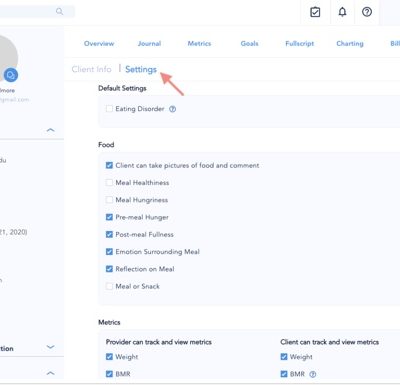 Overview Journal Metrics Goals Fullscript Charting Bil
Client Info | Settings
Default Settings
Eating Disorder
Food
Client can take pictures of food and comment
Meal Healthiness
Meal Hungriness
Pre-meal Hunger
Post-meal Fullness
Emotion Surrounding Meal
Reflection on Meal
Meal or Snack
Metrics
Provider can track and view metrics Client can track and view metrics
Weight Weight
BMR BMR
lmore
@gmail.com
du
21, 2020)
tion